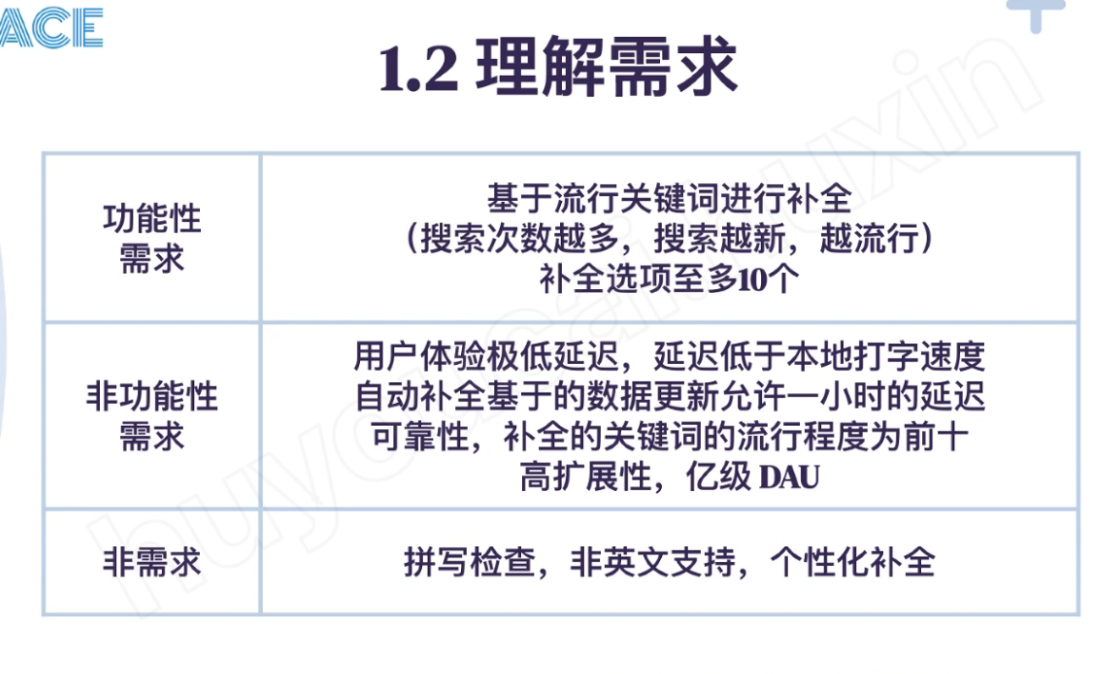 ACE
1.2 理解需求
功能性
需求
基于流行关键词进行补全
（搜索次数越多，搜索越新，越流行）
补全选项至多10个
非功能性
需求
用户体验极低延迟，延迟低于本地打字速度
自动补全基于的数据更新允许一小时的延迟
可靠性，补全的关键词的流行程度为前十
高扩展性，亿级 DAU
非需求
拼写检查，非英文支持，个性化补全